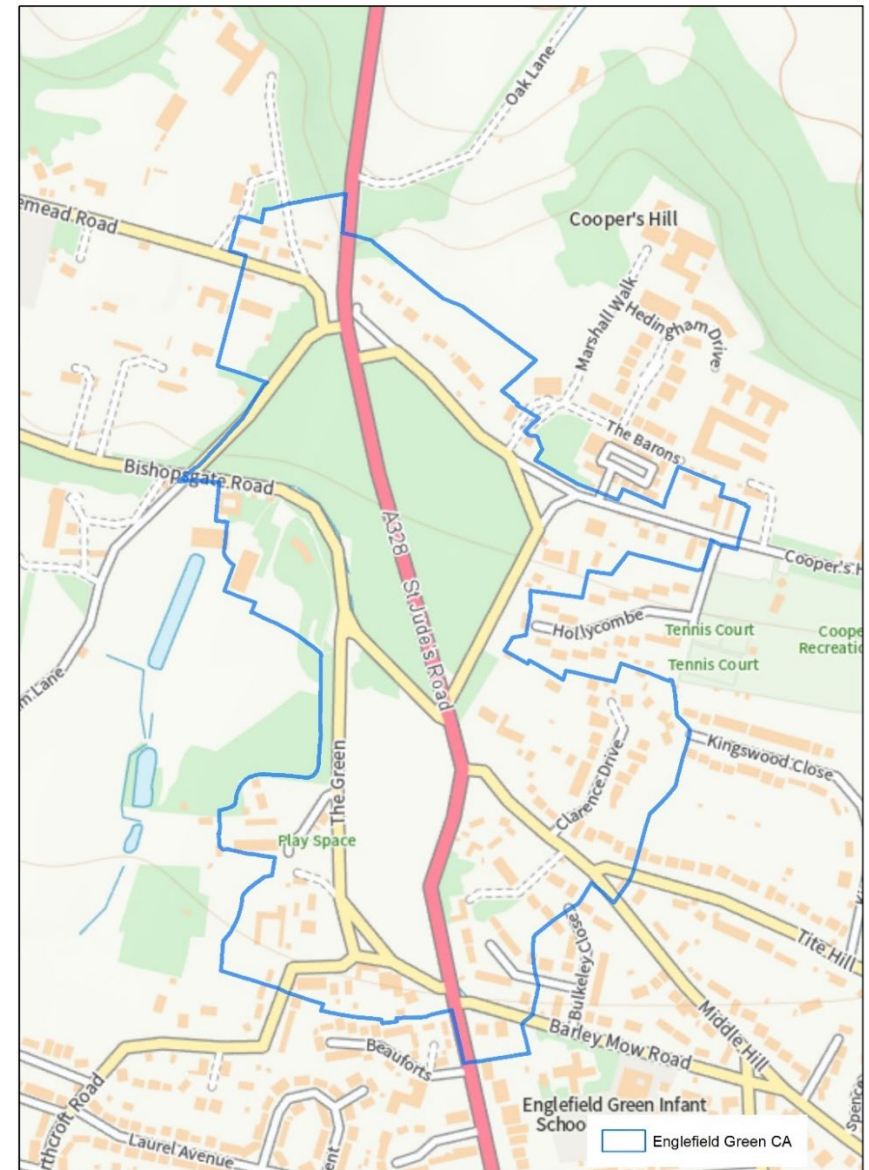 Oak Lane
Cooper's Hill
emead Road
Marshall Walk
Hedingham Drive
The Barons
Bishopsgate Road
A328 St Jude's Road
Cooper's H
Hollycombe
Tennis Court
Coope
Recreatio
Tennis Court
m Lane
Kingswood Close
The Green
Clarence Drive
Play Space
Bulkeley Close
Tite Hill
Middle Hill
Barley Mow Road
Beauforts
Englefield Green Infant
Schoo
Spence
rthcroft Road
Laurel Avenue
ent
Englefield Green CA